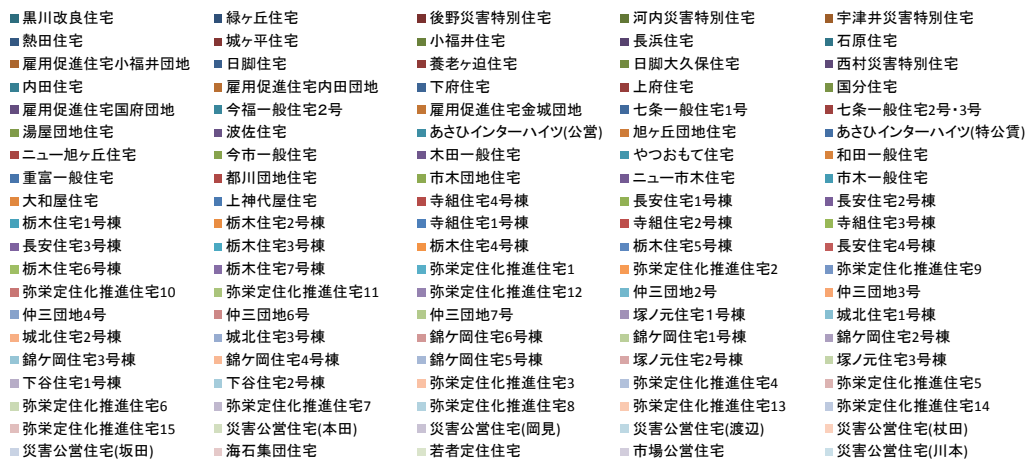 黒川改良住宅 緑ヶ丘住宅 後野災害特別住宅 河内災害特別住宅 宇津井災害特別住宅
熱田住宅 城ヶ平住宅 小福井住宅 長浜住宅 石原住宅
雇用促進住宅小福井団地 日脚住宅 養老ヶ迫住宅 日脚大久保住宅 西村災害特別住宅
内田住宅 雇用促進住宅内田団地 下府住宅 上府住宅 国分住宅
雇用促進住宅国府団地 今福一般住宅2号 雇用促進住宅金城団地 七条一般住宅1号 七条一般住宅2号・3号
湯屋団地住宅 波佐住宅 あさひインターハイツ(公営) 旭ヶ丘団地住宅 あさひインターハイツ(特公賃)
ニュー旭ヶ丘住宅 今市一般住宅 木田一般住宅 やつおもて住宅 和田一般住宅
重富一般住宅 都川団地住宅 市木団地住宅 ニュー市木住宅 市木一般住宅
大和屋住宅 上神代屋住宅 寺組住宅4号棟 長安住宅1号棟 長安住宅2号棟
栃木住宅1号棟 栃木住宅2号棟 寺組住宅1号棟 寺組住宅2号棟 寺組住宅3号棟
長安住宅3号棟 栃木住宅3号棟 栃木住宅4号棟 栃木住宅5号棟 長安住宅4号棟
栃木住宅6号棟 栃木住宅7号棟 弥栄定住化推進住宅1 弥栄定住化推進住宅2 弥栄定住化推進住宅9
弥栄定住化推進住宅10 弥栄定住化推進住宅11 弥栄定住化推進住宅12 仲三団地2号 仲三団地3号
仲三団地4号 仲三団地6号 仲三団地7号 塚ノ元住宅1号棟 城北住宅1号棟
城北住宅2号棟 城北住宅3号棟 錦ケ岡住宅6号棟 錦ケ岡住宅1号棟 錦ケ岡住宅2号棟
錦ケ岡住宅3号棟 錦ケ岡住宅4号棟 錦ケ岡住宅5号棟 塚ノ元住宅2号棟 塚ノ元住宅3号棟
下谷住宅1号棟 下谷住宅2号棟 弥栄定住化推進住宅3 弥栄定住化推進住宅4 弥栄定住化推進住宅5
弥栄定住化推進住宅6 弥栄定住化推進住宅7 弥栄定住化推進住宅8 弥栄定住化推進住宅13 弥栄定住化推進住宅14
弥栄定住化推進住宅15 災害公営住宅(本田) 災害公営住宅(岡見) 災害公営住宅(渡辺) 災害公営住宅(杖田)
災害公営住宅(坂田) 海石集団住宅 若者定住住宅 市場公営住宅 災害公営住宅(川本)